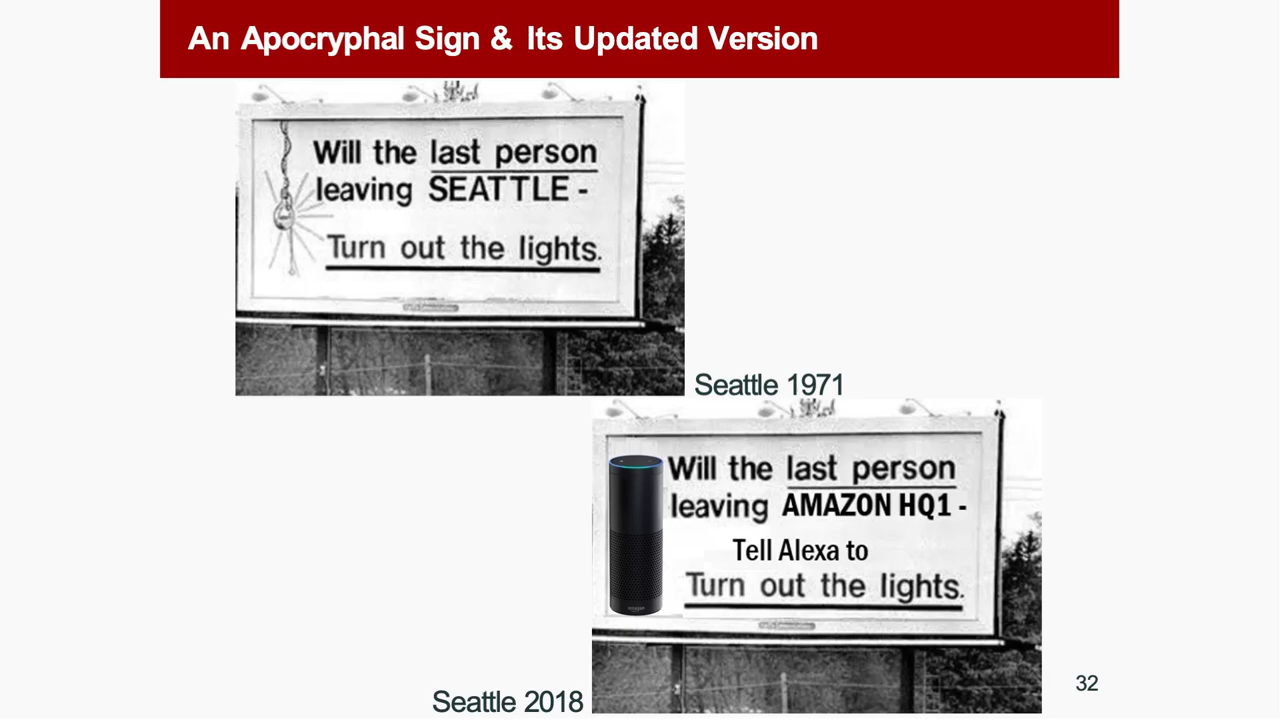 An Apocryphal Sign & Its Updated Version
Will the last person
leaving SEATTLE -
Turn out the lights.
Seattle 1971
Will the last person
leaving AMAZON HQ1 -
Tell Alexa to
Turn out the lights.
amazon
Seattle 2018
32